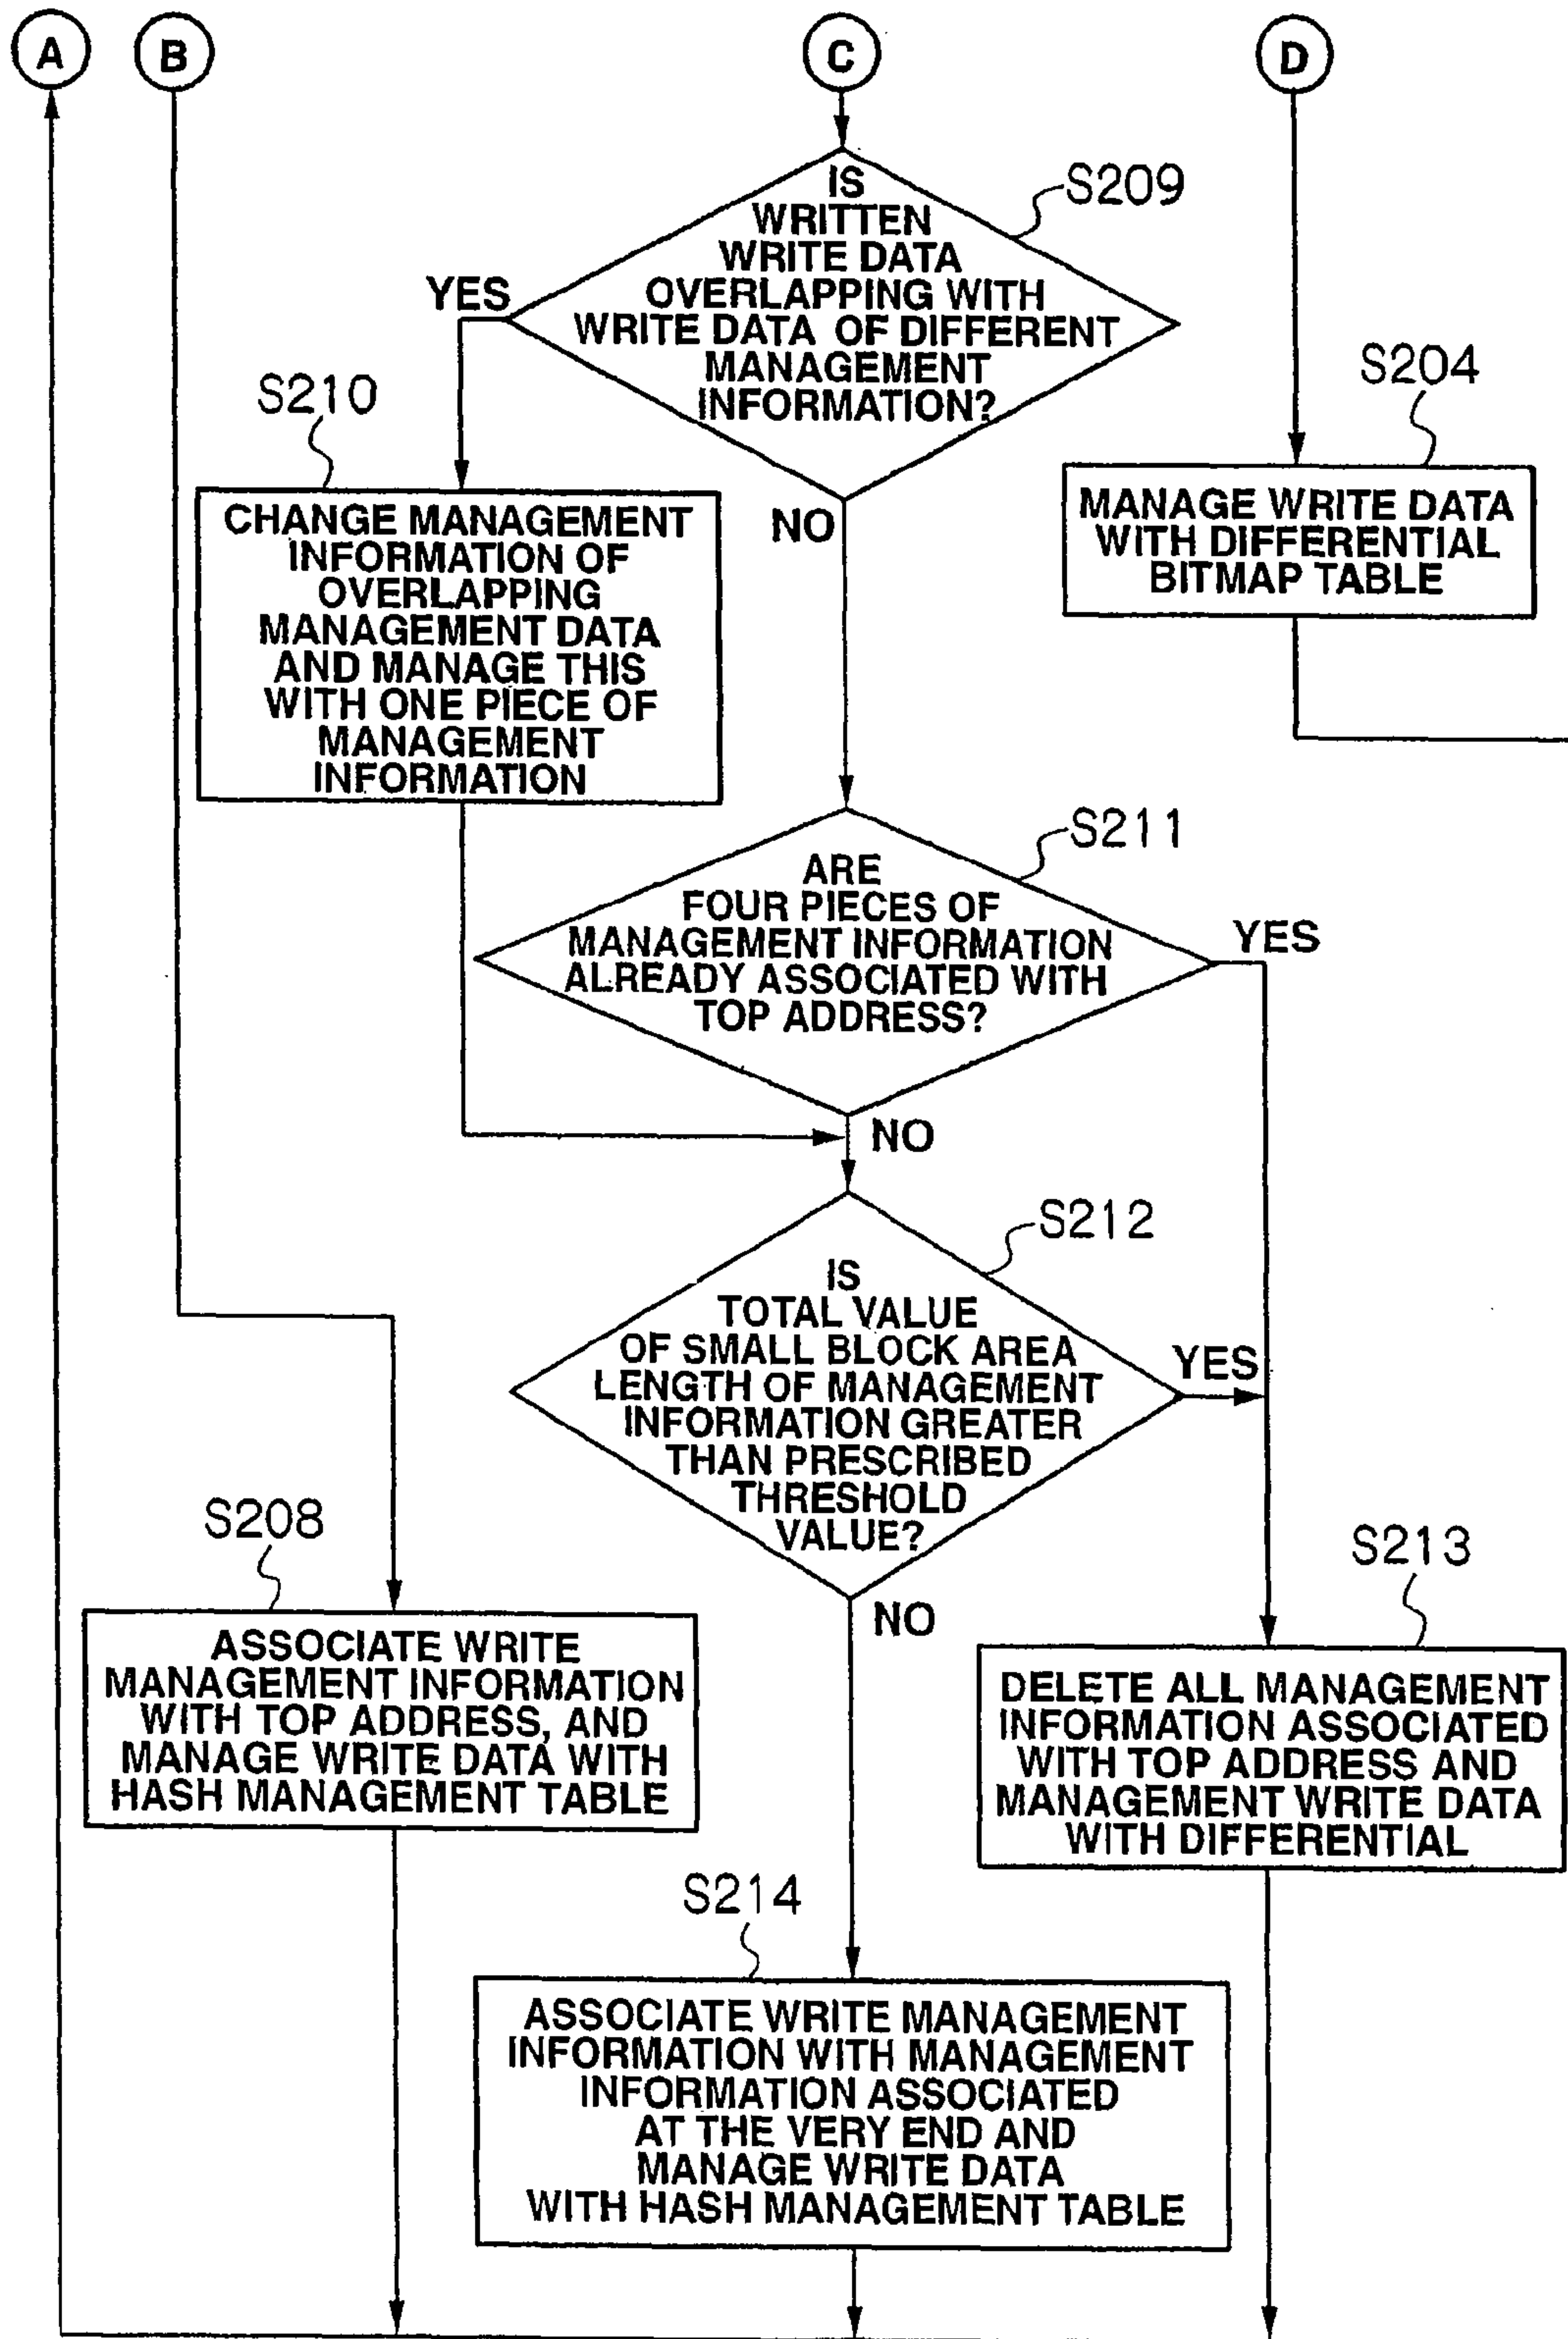 A
B
C
D
S209
IS
WRITTEN
WRITE DATA
OVERLAPPING WITH
WRITE DATA OF DIFFERENT
MANAGEMENT
INFORMATION?
YES
NO
S204
MANAGE WRITE DATA
WITH DIFFERENTIAL
BITMAP TABLE
S210
CHANGE MANAGEMENT
INFORMATION OF
OVERLAPPING
MANAGEMENT DATA
AND MANAGE THIS
WITH ONE PIECE OF
MANAGEMENT
INFORMATION
S211
ARE
FOUR PIECES OF
MANAGEMENT INFORMATION
ALREADY ASSOCIATED WITH
TOP ADDRESS?
YES
NO
S212
IS
TOTAL VALUE
OF SMALL BLOCK AREA
LENGTH OF MANAGEMENT
INFORMATION GREATER
THAN PRESCRIBED
THRESHOLD
VALUE?
YES
NO
S208
ASSOCIATE WRITE
MANAGEMENT INFORMATION
WITH TOP ADDRESS, AND
MANAGE WRITE DATA WITH
HASH MANAGEMENT TABLE
S213
DELETE ALL MANAGEMENT
INFORMATION ASSOCIATED
WITH TOP ADDRESS AND
MANAGEMENT WRITE DATA
WITH DIFFERENTIAL
S214
ASSOCIATE WRITE MANAGEMENT
INFORMATION WITH MANAGEMENT
INFORMATION ASSOCIATED
AT THE VERY END AND
MANAGE WRITE DATA
WITH HASH MANAGEMENT TABLE